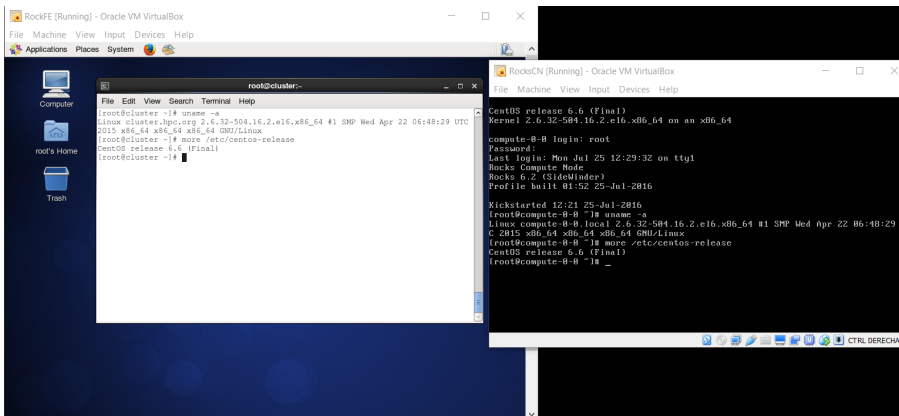 RockFE [Running] - Oracle VM VirtualBox
File Machine View Input Devices Help
Applications Places System
Computer
root's Home
Trash
root@cluster:~
File Edit View Search Terminal Help
[root@cluster ~]# uname -a
Linux cluster.hpc.org 2.6.32-504.16.2.el6.x86_64 #1 SMP Wed Apr 22 06:48:29 UTC
2015 x86_64 x86_64 x86_64 GNU/Linux
[root@cluster ~]# more /etc/centos-release
CentOS release 6.6 (Final)
[root@cluster ~]#
RocksCN [Running] - Oracle VM VirtualBox
File Machine View Input Devices Help
CentOS release 6.6 (Final)
Kernel 2.6.32-504.16.2.el6.x86_64 on an x86_64
compute-0-0 login: root
Password:
Last login: Mon Jul 25 12:29:32 on tty1
Rocks Compute Node
Rocks 6.2 (SideWinder)
Profile built 01:52 25-Jul-2016
Kickstarted 12:21 25-Jul-2016
[root@compute-0-0 ~]# uname -a
Linux compute-0-0.local 2.6.32-504.16.2.el6.x86_64 #1 SMP Wed Apr 22 06:48:29
C 2015 x86_64 x86_64 x86_64 GNU/Linux
[root@compute-0-0 ~]# more /etc/centos-release
CentOS release 6.6 (Final)
[root@compute-0-0 ~]# _
CTRL DERECHA